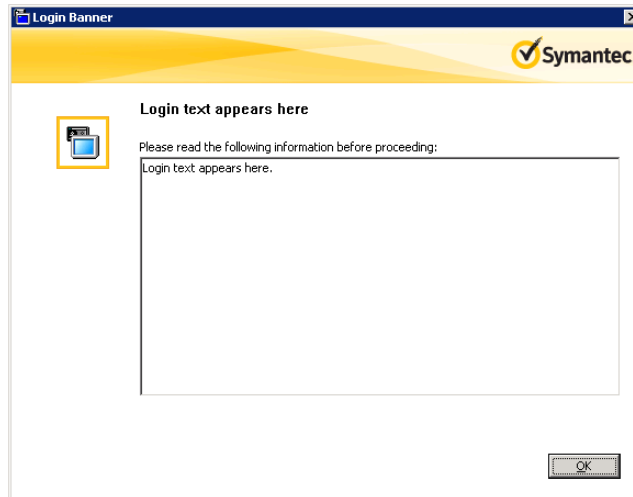 Login Banner
Symantec
Login text appears here
Please read the following information before proceeding:
Login text appears here.
OK